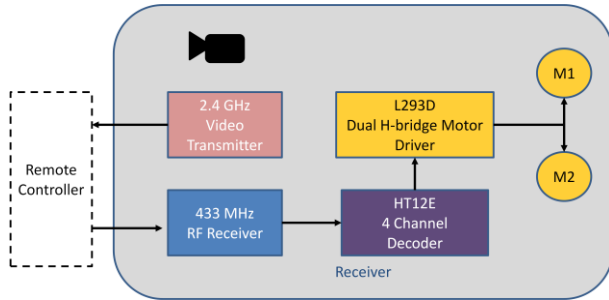 2.4 GHz
Video
Transmitter
L293D
Dual H-bridge Motor
Driver
M1
M2
Remote
Controller
433 MHz
RF Receiver
HT12E
4 Channel
Decoder
Receiver